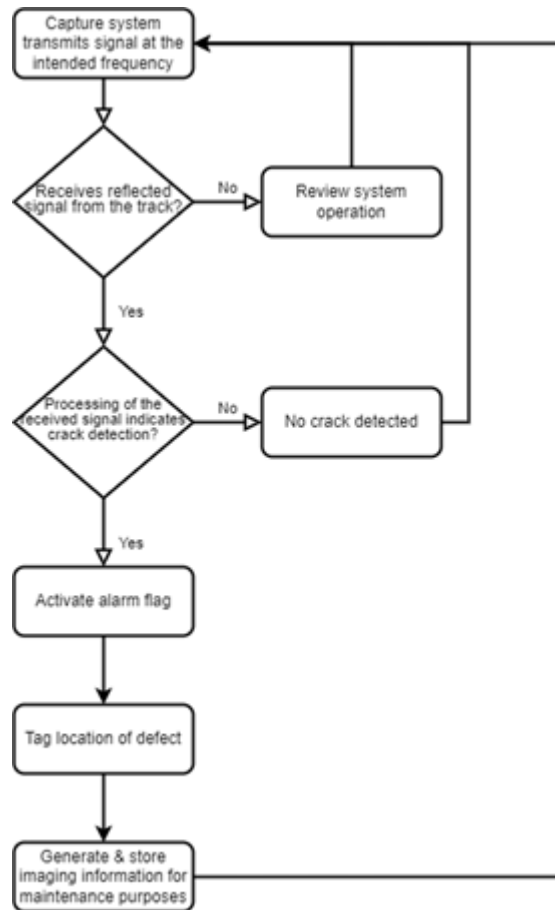 Capture system
transmits signal at the
intended frequency
Receives reflected
signal from the track?
No
Review system
operation
Yes
Processing of the
received signal indicates
crack detection?
No
No crack detected
Yes
Activate alarm flag
Tag location of defect
Generate & store
imaging information for
maintenance purposes